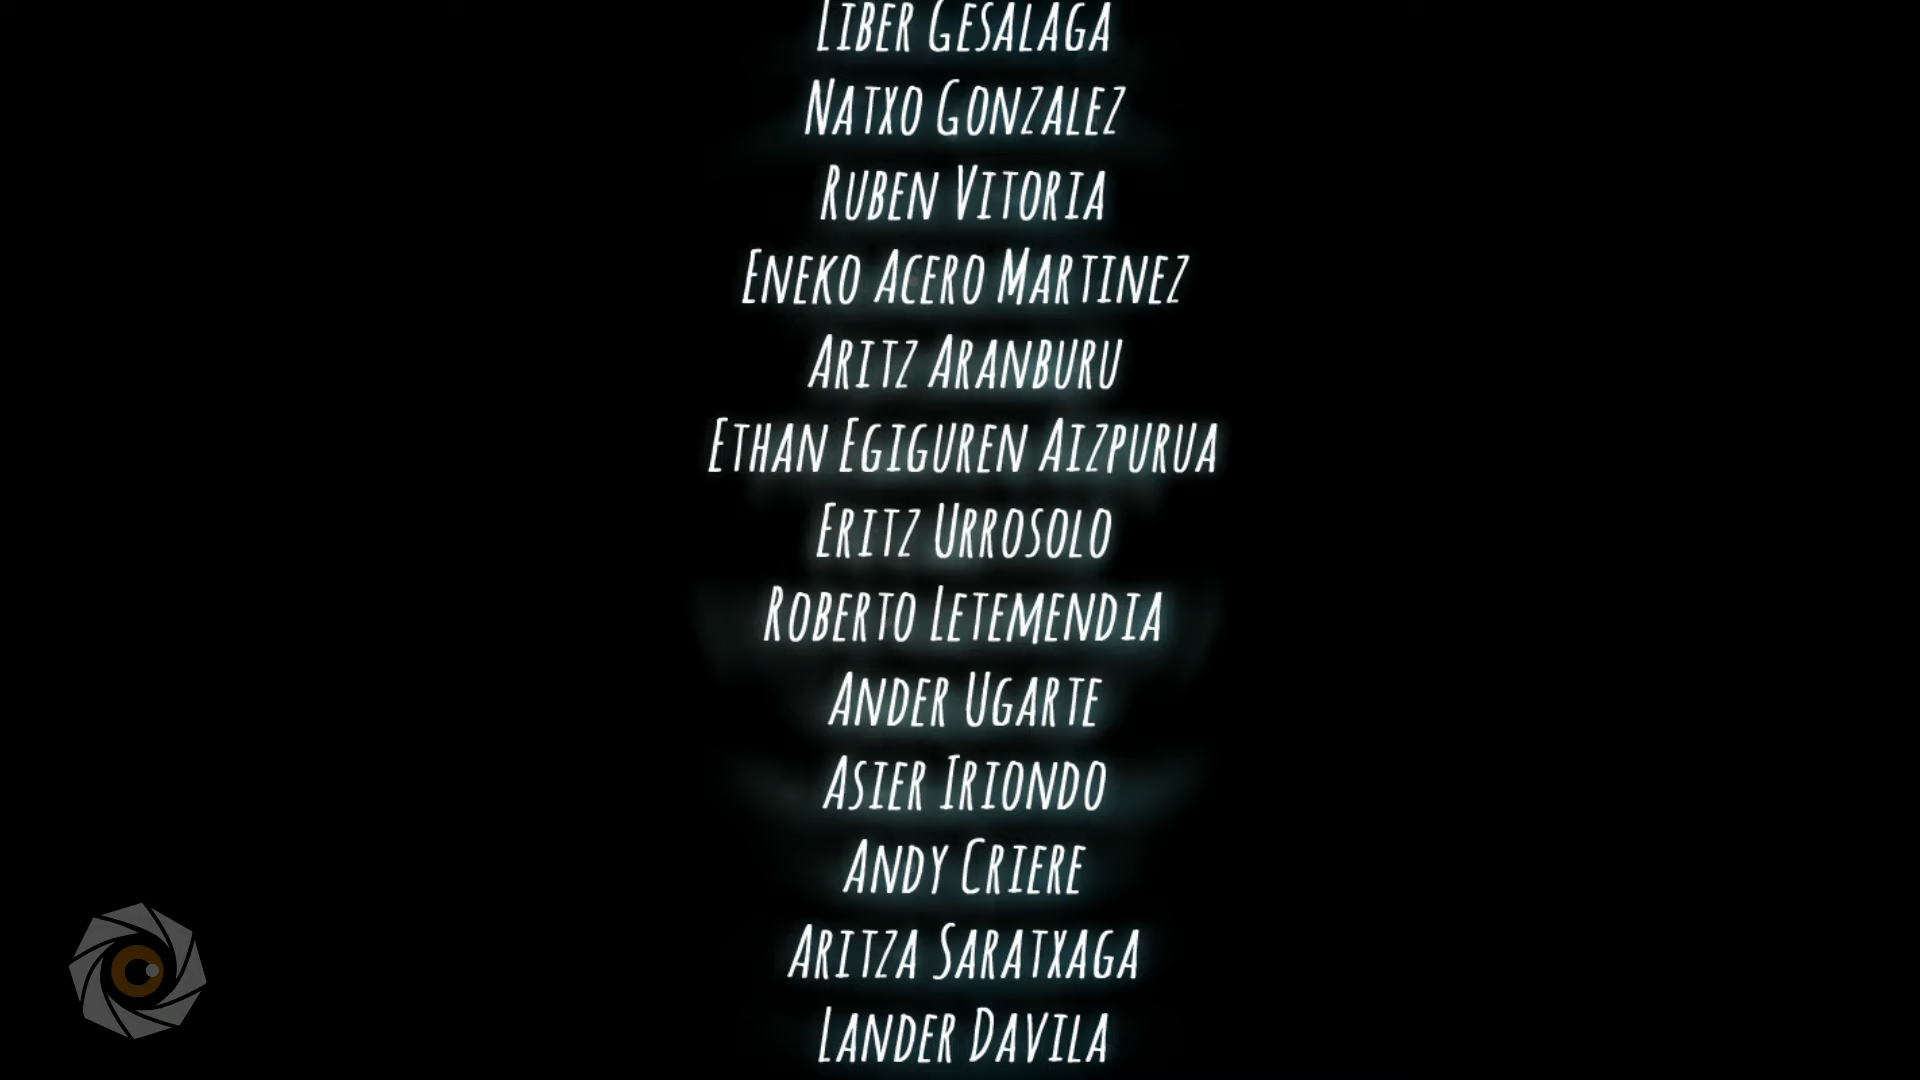 Liber Gesalaga
Natxo Gonzalez
Ruben Vitoria
Eneko Acero Martinez
Aritz Aranburu
Ethan Egiguren Aizpurua
Eritz Urrosolo
Roberto Letemendia
Ander Ugarte
Asier Iriondo
Andy Criere
Aritza Saratxaga
Lander Davila